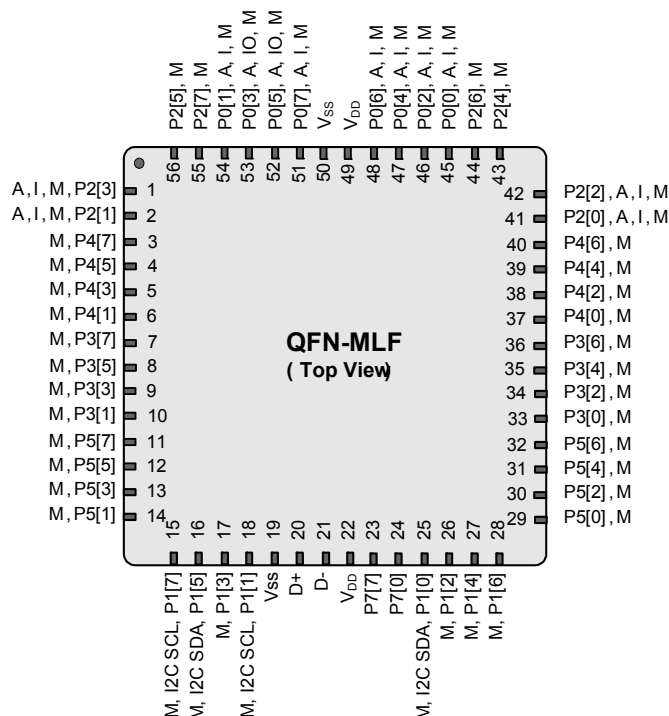 P2[5], M
P2[7], M
P0[1], A, I, M
P0[3], A, IO, M
P0[5], A, IO, M
P0[7], A, I, M
VSS
VDD
P0[6], A, I, M
P0[4], A, I, M
P0[2], A, I, M
P0[0], A, I, M
P2[6], M
P2[4], M
56
55
54
53
52
51
50
49
48
47
46
45
44
43
A, I, M, P2[3] 1
A, I, M, P2[1] 2
M, P4[7] 3
M, P4[5] 4
M, P4[3] 5
M, P4[1] 6
M, P3[7] 7
M, P3[5] 8
M, P3[3] 9
M, P3[1] 10
M, P5[7] 11
M, P5[5] 12
M, P5[3] 13
M, P5[1] 14
QFN-MLF
( Top View)
42 P2[2], A, I, M
41 P2[0], A, I, M
40 P4[6], M
39 P4[4], M
38 P4[2], M
37 P4[0], M
36 P3[6], M
35 P3[4], M
34 P3[2], M
33 P3[0], M
32 P5[6], M
31 P5[4], M
30 P5[2], M
29 P5[0], M
15
16
17
18
19
20
21
22
23
24
25
26
27
28
M, I2C SCL, P1[7]
M, I2C SDA, P1[5]
M, P1[3]
M, I2C SCL, P1[1]
Vss
D+
D-
VDD
P7[7]
P7[0]
M, I2C SDA, P1[0]
M, P1[2]
M, P1[4]
M, P1[6]